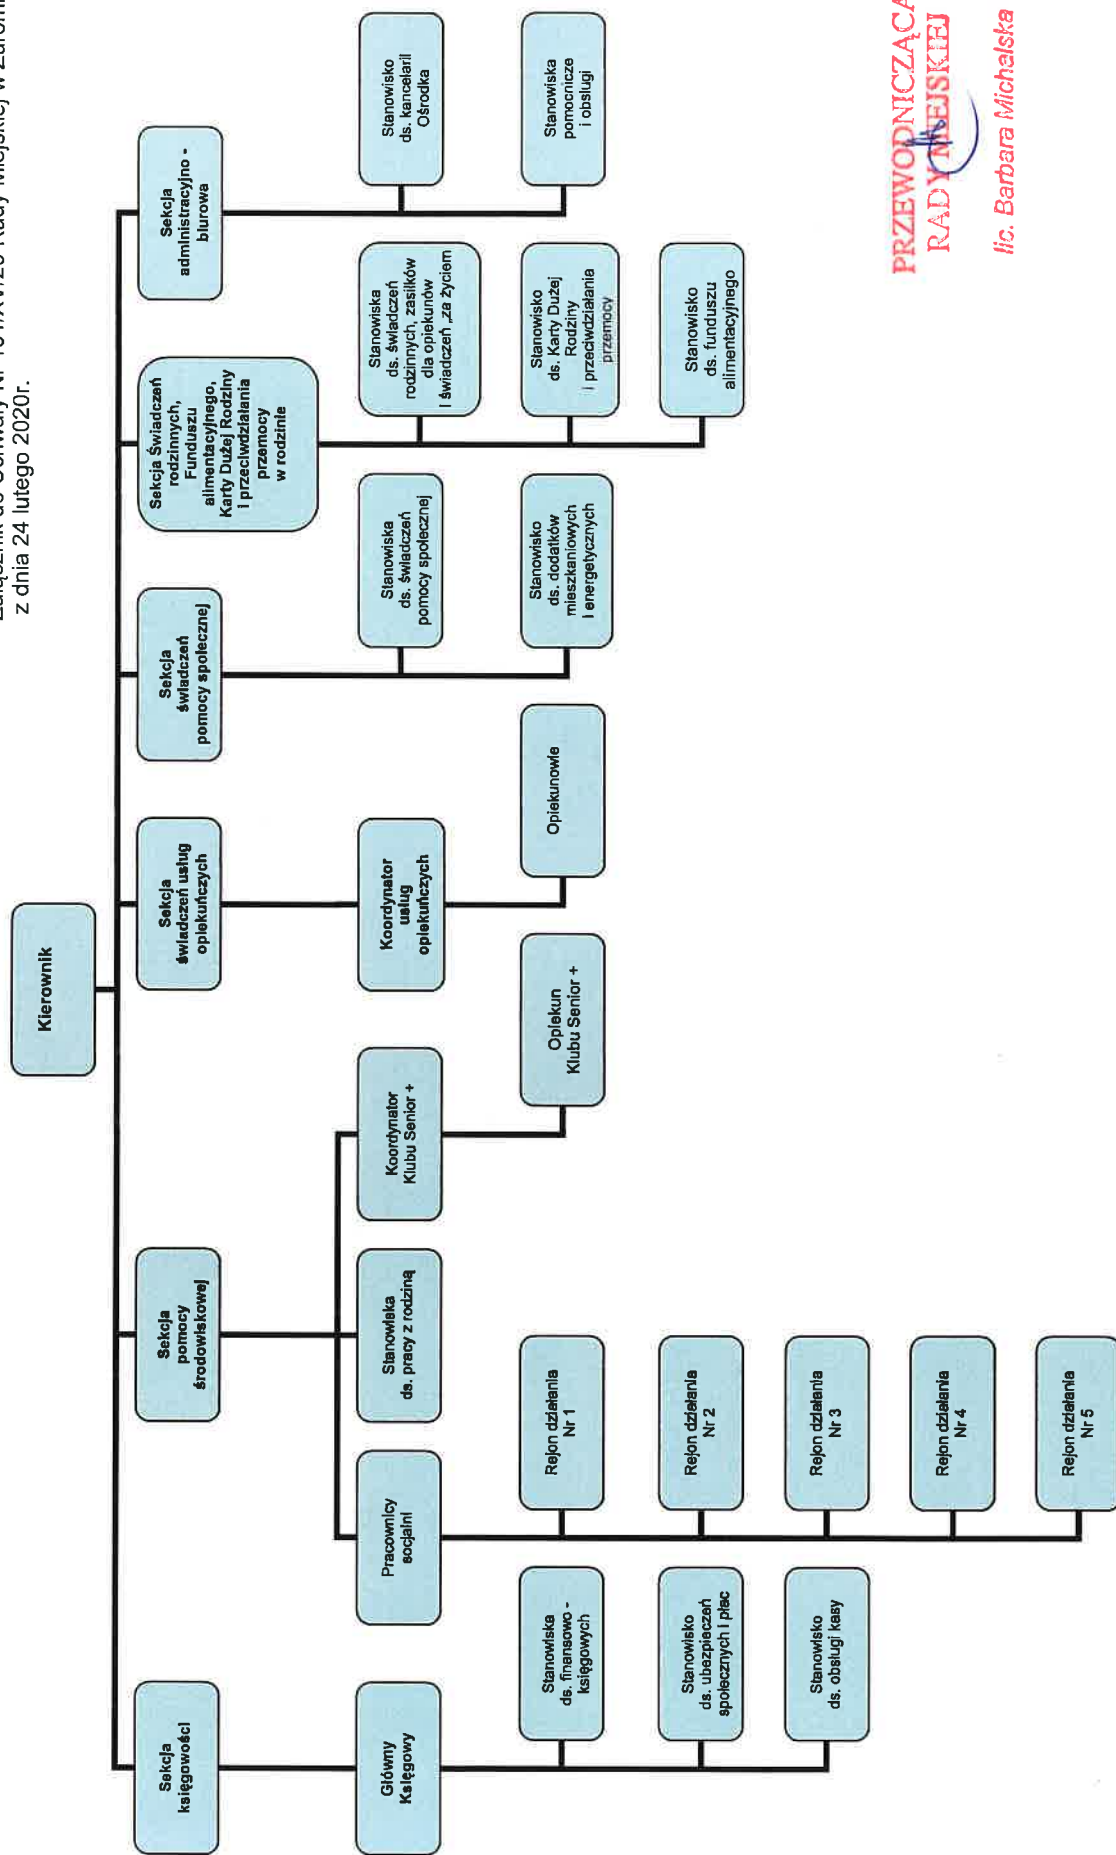 z dnia 24 lutego 2020r.
Kierownik
Sekcja
księgowości
Sekcja
pomocy
środowiskowej
Sekcja
świadczeń usług
opiekuńczych
Sekcja
świadczeń
pomocy społecznej
Sekcja Świadczeń
rodzinnych,
Funduszu
alimentacyjnego,
Karty Dużej Rodziny
i przeciwdziałania
przemocy
w rodzinie
Sekcja
administracyjno -
biurowa
Główny
Księgowy
Pracownicy
socjalni
Stanowiska
ds. pracy z rodziną
Koordynator
Klubu Senior +
Koordynator
usług
opiekuńczych
Stanowiska
ds. świadczeń
pomocy społecznej
Stanowiska
ds. świadczeń
rodzinnych, zasiłków
dla opiekunów
i świadczeń „za życiem
Stanowisko
ds. kancelarii
Ośrodka
Stanowiska
ds. finansowo -
księgowych
Rejon działania
Nr 1
Opiekun
Klubu Senior +
Opiekunowie
Stanowisko
ds. dodatków
mieszkaniowych
i energetycznych
Stanowisko
ds. Karty Dużej
Rodziny
i przeciwdziałania
przemocy
Stanowiska
pomocnicze
i obsługi
Stanowisko
ds. ubezpieczeń
społecznych i płac
Rejon działania
Nr 2
Stanowisko
ds. funduszu
alimentacyjnego
Stanowisko
ds. obsługi kasy
Rejon działania
Nr 3
Rejon działania
Nr 4
Rejon działania
Nr 5
PRZEWODNICZĄCA
RADY MIEJSKIEJ
lic. Barbara Michalska